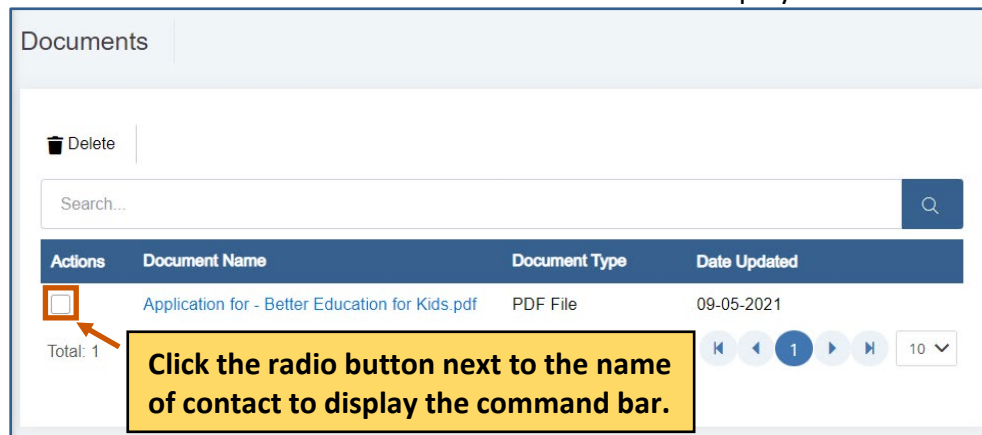 Documents
Delete
Search...
Actions Document Name Document Type Date Updated
Application for - Better Education for Kids.pdf PDF File 09-05-2021
Total: 1 1 10
Click the radio button next to the name
of contact to display the command bar.